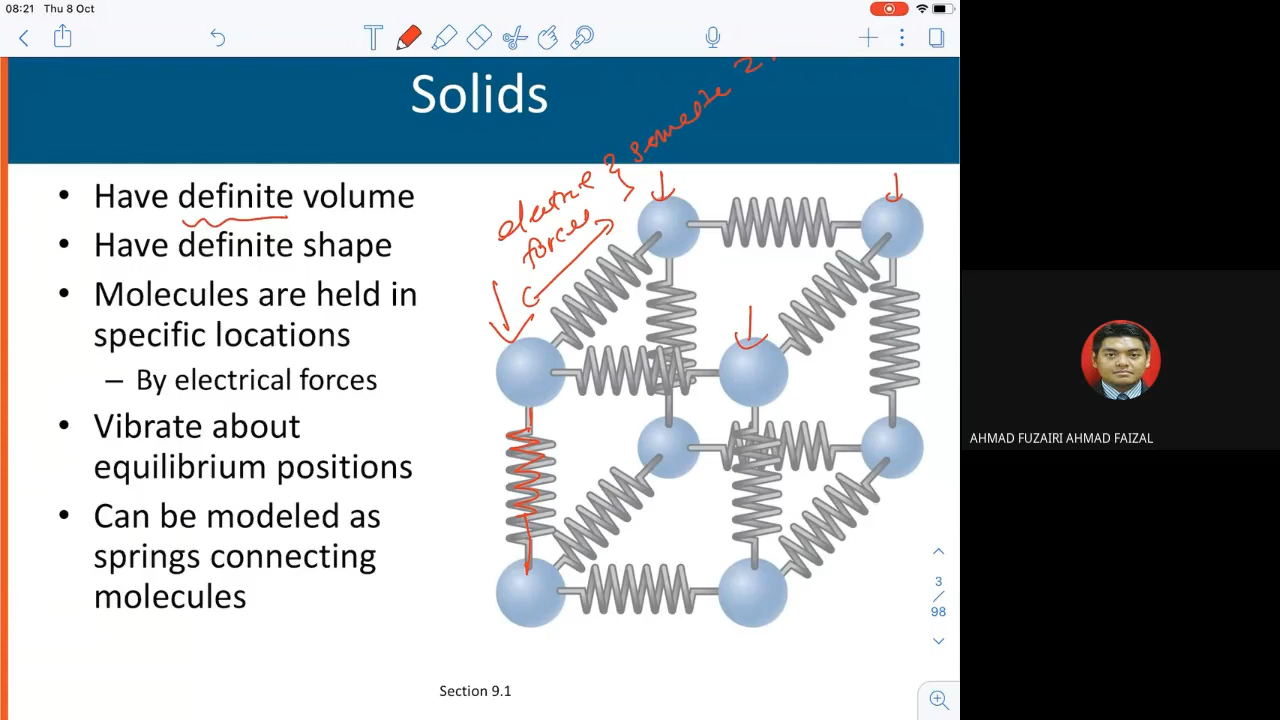 08:21 Thu 8 Oct
Solids
• Have definite volume
• Have definite shape
• Molecules are held in
specific locations
– By electrical forces
• Vibrate about
equilibrium positions
• Can be modeled as
springs connecting
molecules
electric
forces
Section 9.1
3
/
98
AHMAD FUZAIRI AHMAD FAIZAL